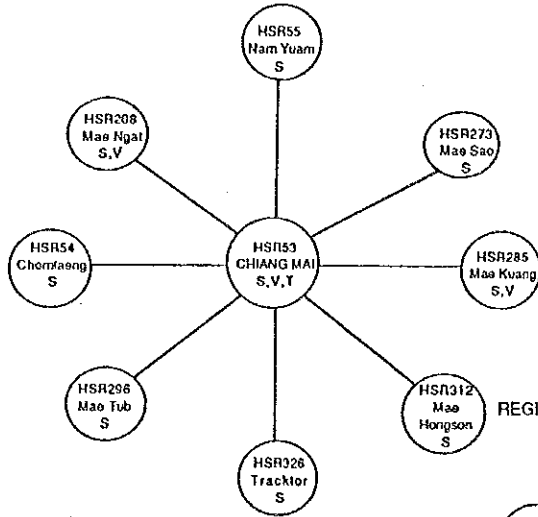 HSR55
Nam Yuam
S
HSR208
Mae Ngat
S,V
HSR273
Mae Sao
S
HSR54
Chomfaeng
S
HSR53
CHIANG MAI
S,V,T
HSR285
Mae Kuang
S,V
HSR296
Mae Tub
S
HSR312
Mae
Hongson
S
REGI
HSR326
Tracktor
S